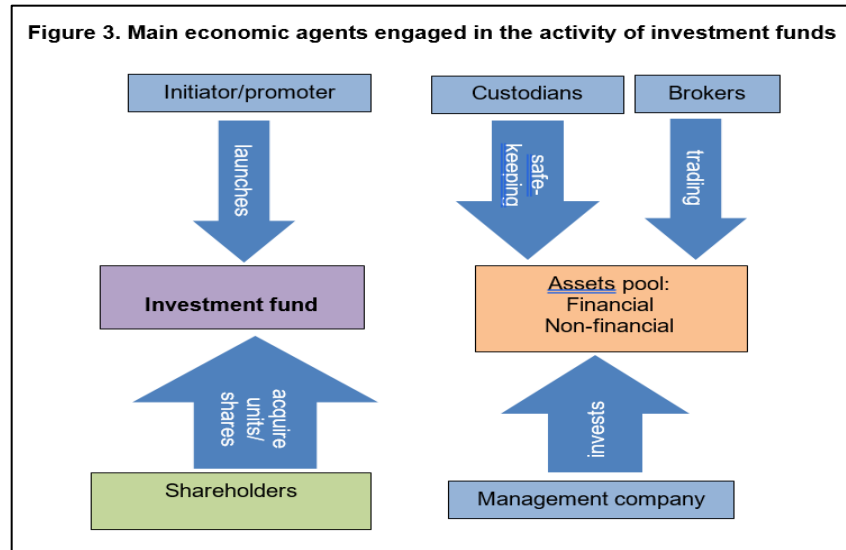 Figure 3. Main economic agents engaged in the activity of investment funds
Initiator/promoter
Custodians
Brokers
launches
safe-
keeping
trading
Investment fund
Assets pool:
Financial
Non-financial
acquire
units/
shares
invests
Shareholders
Management company